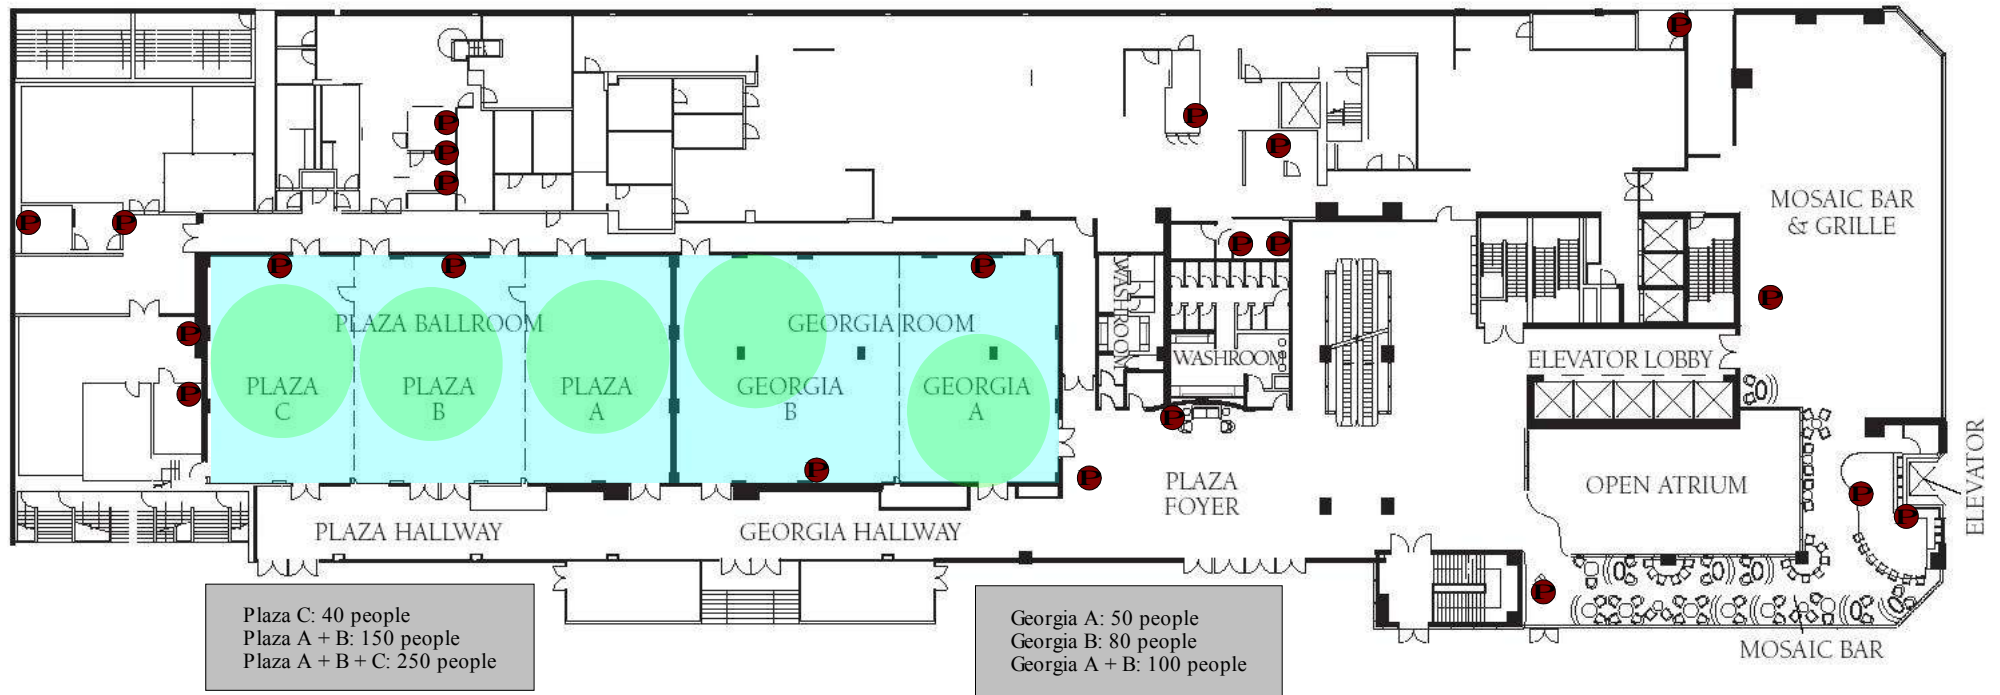 P
P
P
P
P
P
MOSAIC BAR
& GRILLE
P
P
P
P
P
P
P
WASHROOM
P
P
PLAZA BALLROOM
GEORGIA ROOM
WASHROOM
ELEVATOR LOBBY
PLAZA
C
PLAZA
B
PLAZA
A
GEORGIA
B
GEORGIA
A
P
P
P
P
PLAZA
FOYER
OPEN ATRIUM
P
P
ELEVATOR
PLAZA HALLWAY
GEORGIA HALLWAY
P
MOSAIC BAR
Plaza C: 40 people
Plaza A + B: 150 people
Plaza A + B + C: 250 people
Georgia A: 50 people
Georgia B: 80 people
Georgia A + B: 100 people